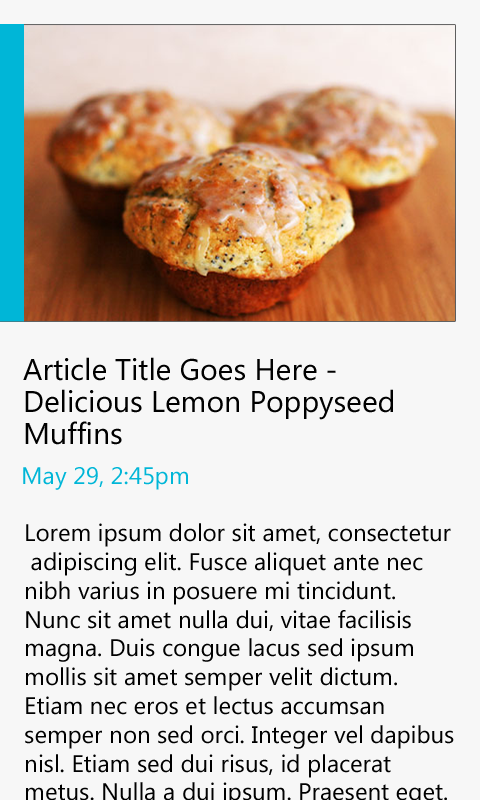 Article Title Goes Here -
Delicious Lemon Poppyseed
Muffins
May 29, 2:45pm
Lorem ipsum dolor sit amet, consectetur
adipiscing elit. Fusce aliquet ante nec
nibh varius in posuere mi tincidunt.
Nunc sit amet nulla dui, vitae facilisis
magna. Duis congue lacus sed ipsum
mollis sit amet semper velit dictum.
Etiam nec eros et lectus accumsan
semper non sed orci. Integer vel dapibus
nisl. Etiam sed dui risus, id placerat
metus. Nulla a dui ipsum. Praesent eget.